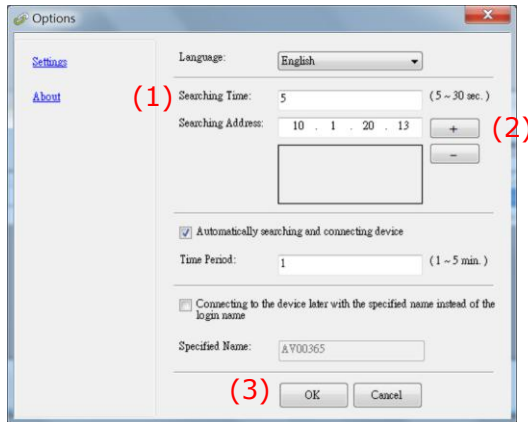 Options
Settings
About
Language: English
(1) Searching Time: 5 (5 ~ 30 sec. )
Searching Address: 10 . 1 . 20 . 13 + (2)
−
Automatically searching and connecting device
Time Period: 1 (1 ~ 5 min. )
Connecting to the device later with the specified name instead of the
login name
Specified Name: AV00365
(3) OK Cancel